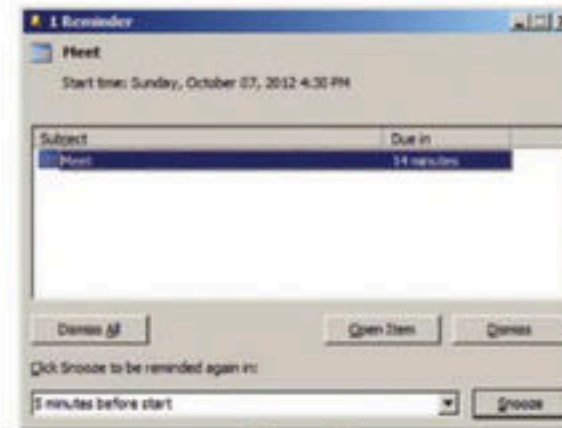 1 Reminder
Meet
Start time: Sunday, October 07, 2012 4:30 PM
Subject Due in
Meet 14 minutes
Dismiss All Open Item Dismiss
Click Snooze to be reminded again in:
5 minutes before start Snooze